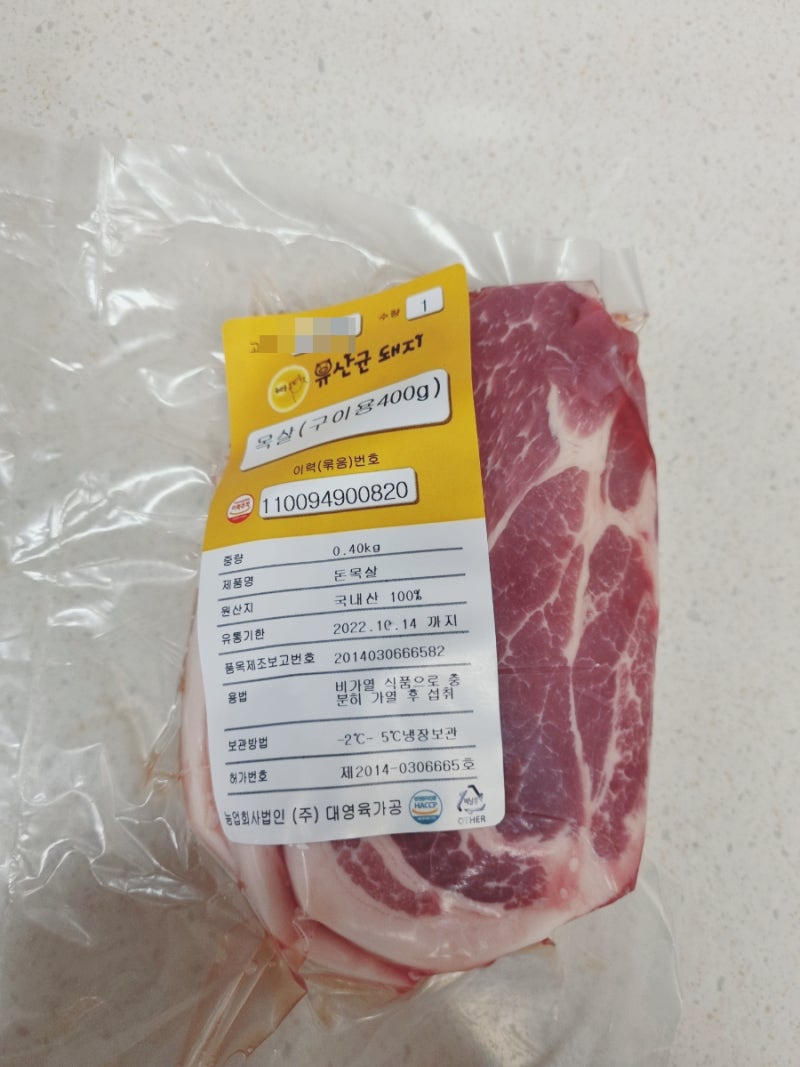 수량 1
유산균 돼지
목살(구이용400g)
이력(묶음)번호
110094900820
중량 0.40kg
제품명 돈목살
원산지 국내산 100%
유통기한 2022.10.14 까지
품목제조보고번호 2014030666582
용법 비가열 식품으로 충
분히 가열 후 섭취
보관방법 -2℃- 5℃냉장보관
허가번호 제2014-0306665호
농업회사법인 (주) 대영육가공
HACCP
OTHER